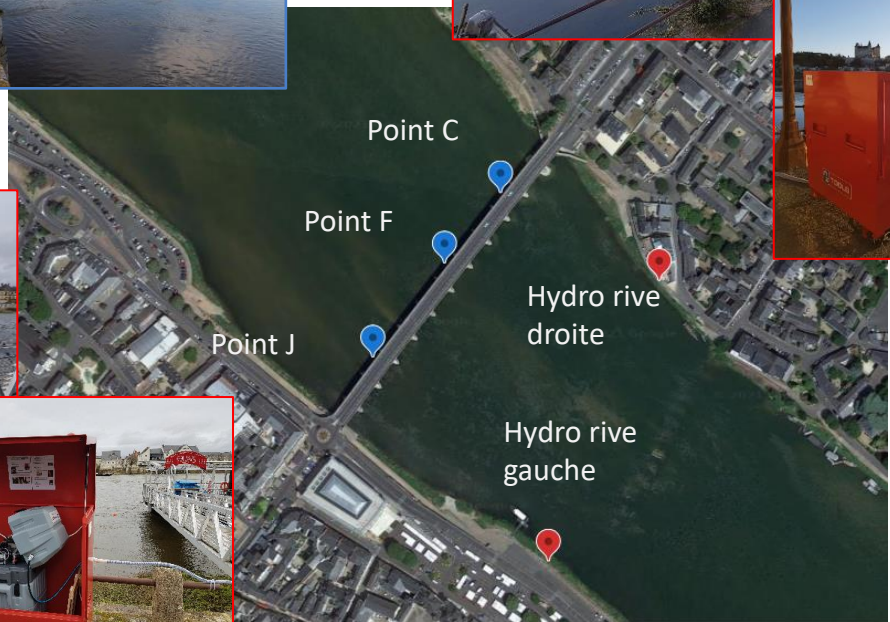 Point C
Point F
Point J
Hydro rive
droite
Hydro rive
gauche